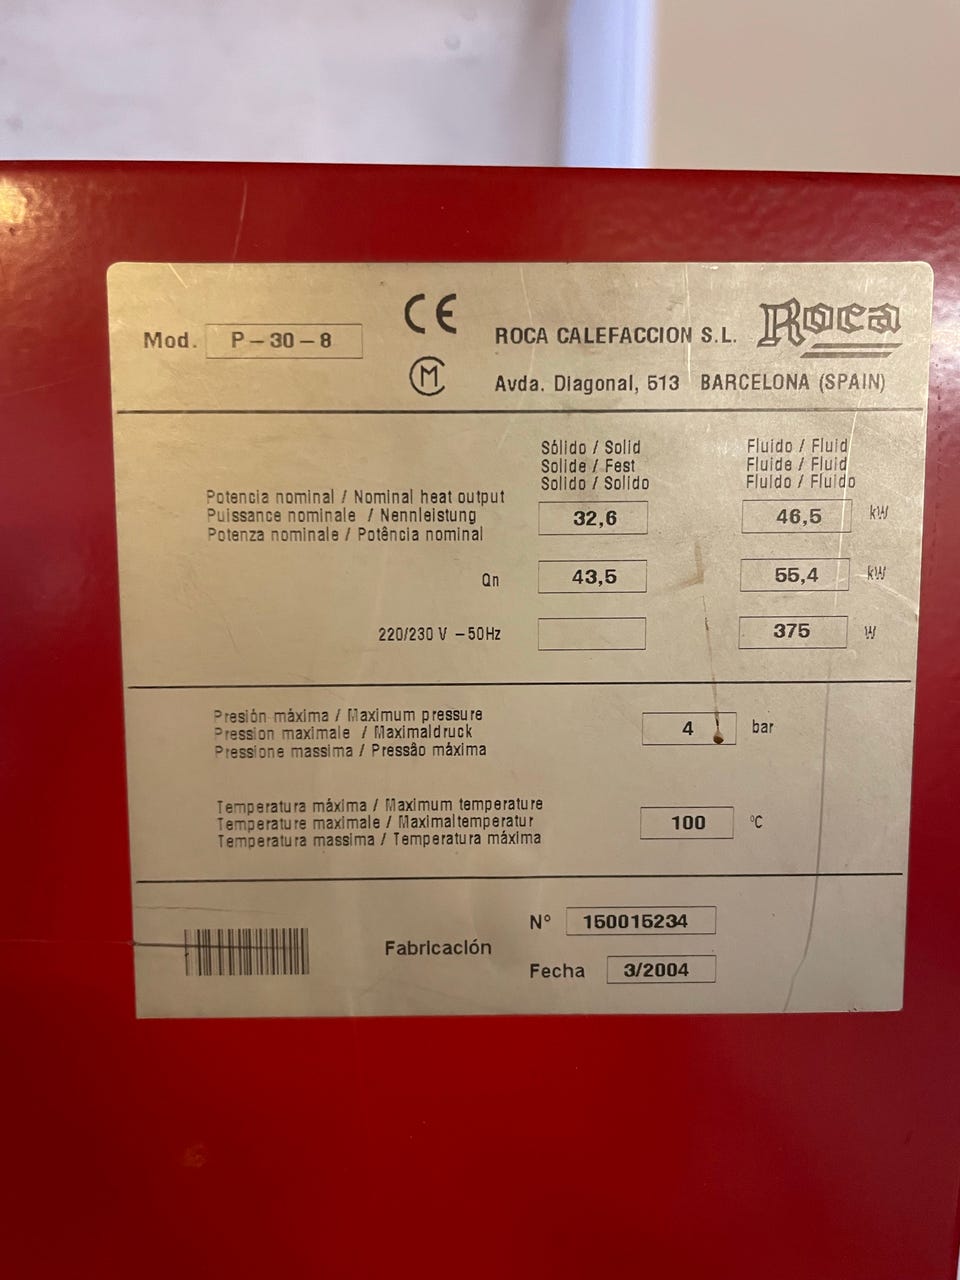 Mod. P-30-8
CE
CM
ROCA CALEFACCION S.L.
Roca
Avda. Diagonal, 513 BARCELONA (SPAIN)
Sólido / Solid
Solide / Fest
Solido / Solido
Fluido / Fluid
Fluide / Fluid
Fluido / Fluido
Potencia nominal / Nominal heat output
Puissance nominale / Nennleistung
Potenza nominale / Potência nominal
32,6 46,5 kW
Qn 43,5 55,4 kW
220/230 V -50Hz 375 W
Presión máxima / Maximum pressure
Pression maximale / Maximaldruck
Pressione massima / Pressâo máxima
4 bar
Temperatura máxima / Maximum temperature
Temperature maximale / Maximaltemperatur
Temperatura massima / Temperatura máxima
100 ºC
Fabricación
Nº 150015234
Fecha 3/2004